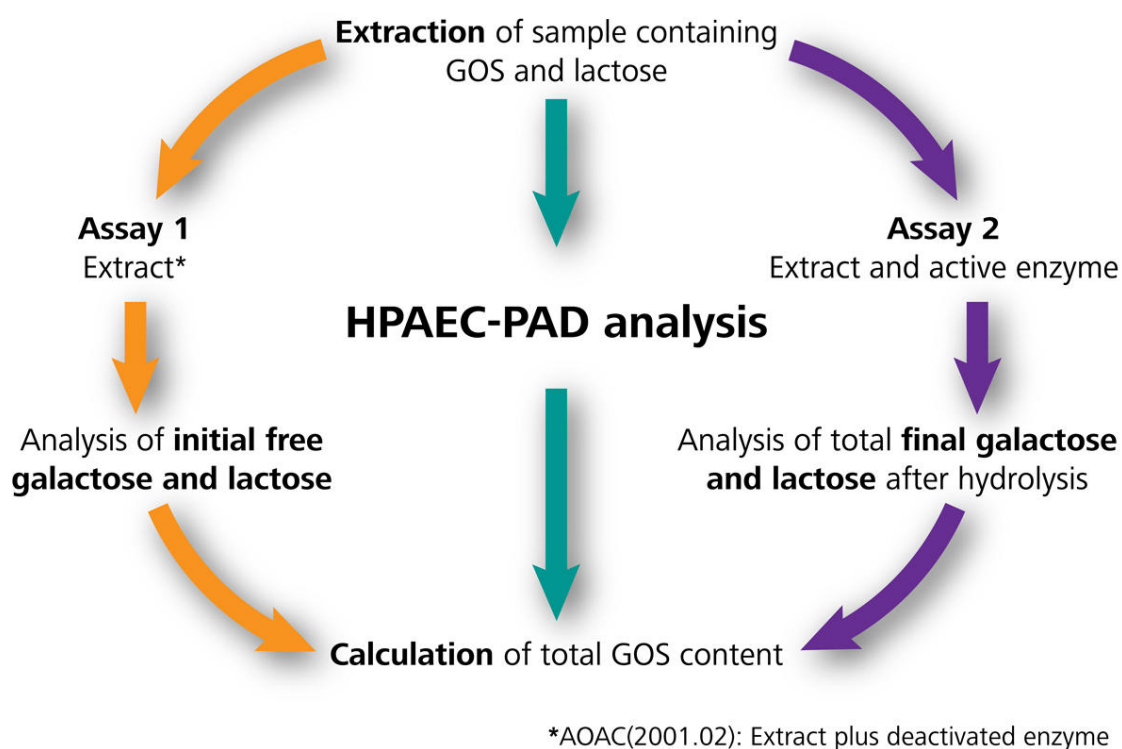 Extraction of sample containing
GOS and lactose
Assay 1
Extract*
Assay 2
Extract and active enzyme
HPAEC-PAD analysis
Analysis of initial free
galactose and lactose
Analysis of total final galactose
and lactose after hydrolysis
Calculation of total GOS content
*AOAC(2001.02): Extract plus deactivated enzyme